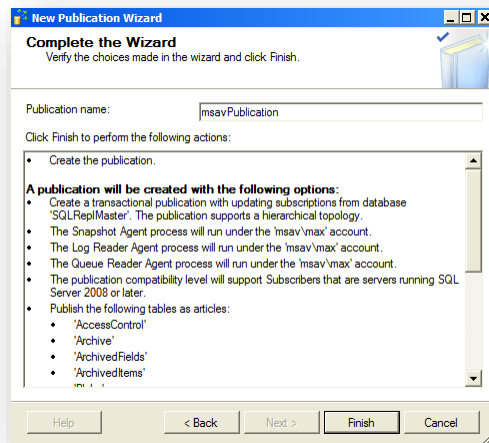 New Publication Wizard
Complete the Wizard
Verify the choices made in the wizard and click Finish.
Publication name:
msavPublication
Click Finish to perform the following actions:
• Create the publication.
A publication will be created with the following options:
• Create a transactional publication with updating subscriptions from database
'SQLReplMaster'. The publication supports a hierarchical topology.
• The Snapshot Agent process will run under the 'msav\max' account.
• The Log Reader Agent process will run under the 'msav\max' account.
• The Queue Reader Agent process will run under the 'msav\max' account.
• The publication compatibility level will support Subscribers that are servers running SQL
Server 2008 or later.
• Publish the following tables as articles:
• 'AccessControl'
• 'Archive'
• 'ArchivedFields'
• 'ArchivedItems'
Help
< Back
Next >
Finish
Cancel